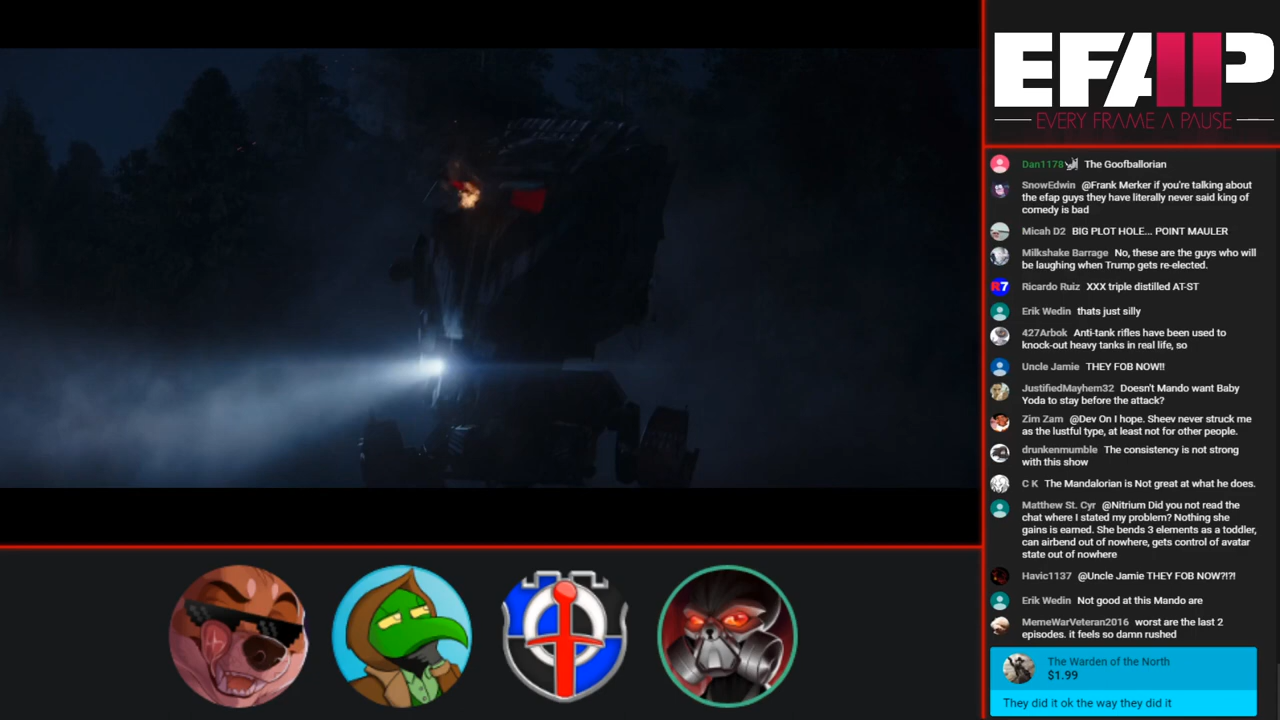 EFAP
EVERY FRAME A PAUSE
Dan1178 The Goofballorian
SnowEdwin @Frank Merker if you're talking about
the efap guys they have literally never said king of
comedy is bad
Micah D2 BIG PLOT HOLE... POINT MAULER
Milkshake Barrage No, these are the guys who will
be laughing when Trump gets re-elected.
R7
Ricardo Ruiz XXX triple distilled AT-ST
Erik Wedin thats just silly
427Arbok Anti-tank rifles have been used to
knock-out heavy tanks in real life, so
Uncle Jamie THEY FOB NOW!!
JustifiedMayhem32 Doesn't Mando want Baby
Yoda to stay before the attack?
Zim Zam @Dev On I hope. Sheev never struck me
as the lustful type, at least not for other people.
drunkenmumble The consistency is not strong
with this show
C K The Mandalorian is Not great at what he does.
Matthew St. Cyr @Nitrium Did you not read the
chat where I stated my problem? Nothing she
gains is earned. She bends 3 elements as a toddler,
can airbend out of nowhere, gets control of avatar
state out of nowhere
Havic1137 @Uncle Jamie THEY FOB NOW?!?!
Erik Wedin Not good at this Mando are
MemeWarVeteran2016 worst are the last 2
episodes. it feels so damn rushed
The Warden of the North
$1.99
They did it ok the way they did it